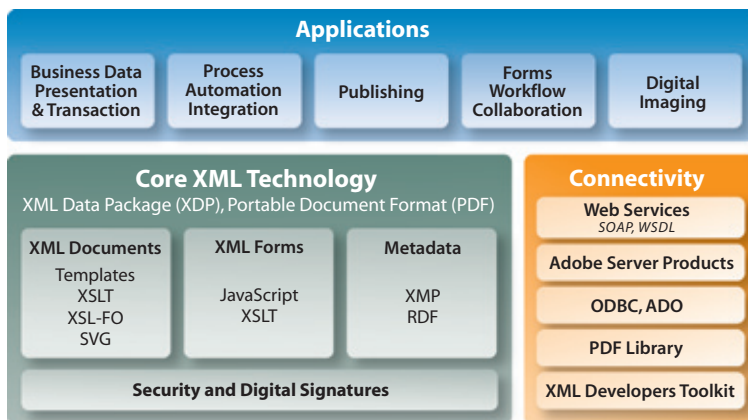 Applications
Business Data
Presentation
& Transaction
Process
Automation
Integration
Publishing
Forms
Workflow
Collaboration
Digital
Imaging
Core XML Technology
XML Data Package (XDP), Portable Document Format (PDF)
XML Documents
Templates
XSLT
XSL-FO
SVG
XML Forms
JavaScript
XSLT
Metadata
XMP
RDF
Security and Digital Signatures
Connectivity
Web Services
SOAP, WSDL
Adobe Server Products
ODBC, ADO
PDF Library
XML Developers Toolkit